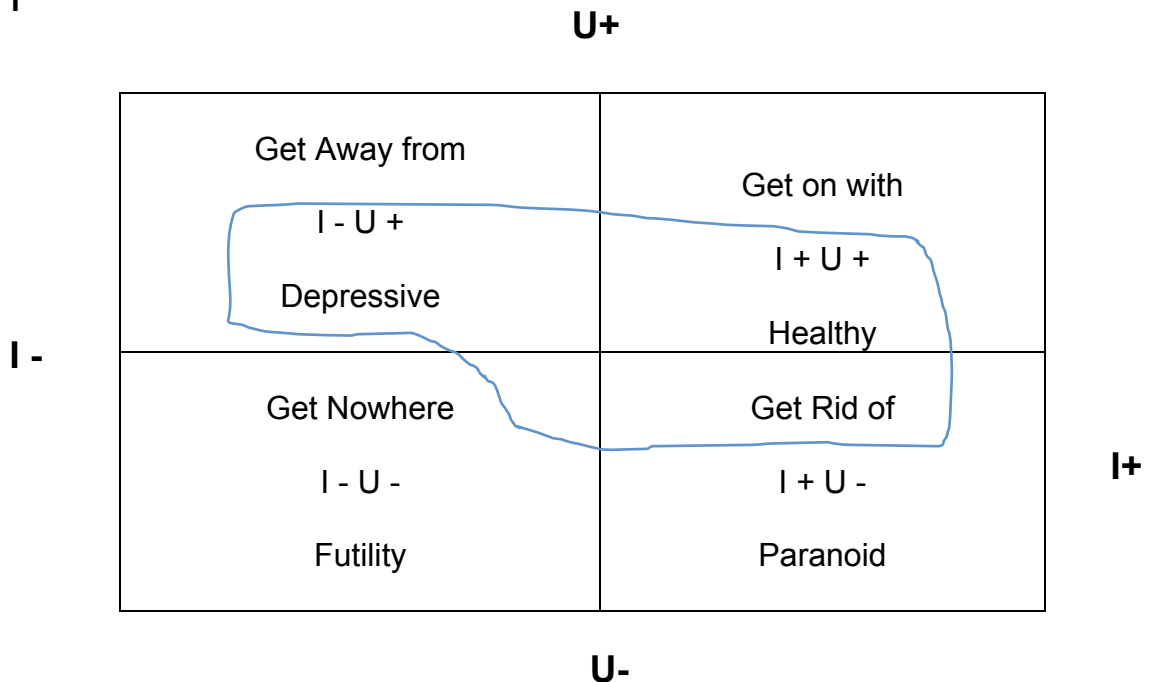 U+
Get Away from
I - U +
Depressive
Get on with
I + U +
Healthy
I -
Get Nowhere
I - U -
Futility
Get Rid of
I + U -
Paranoid
I+
U-